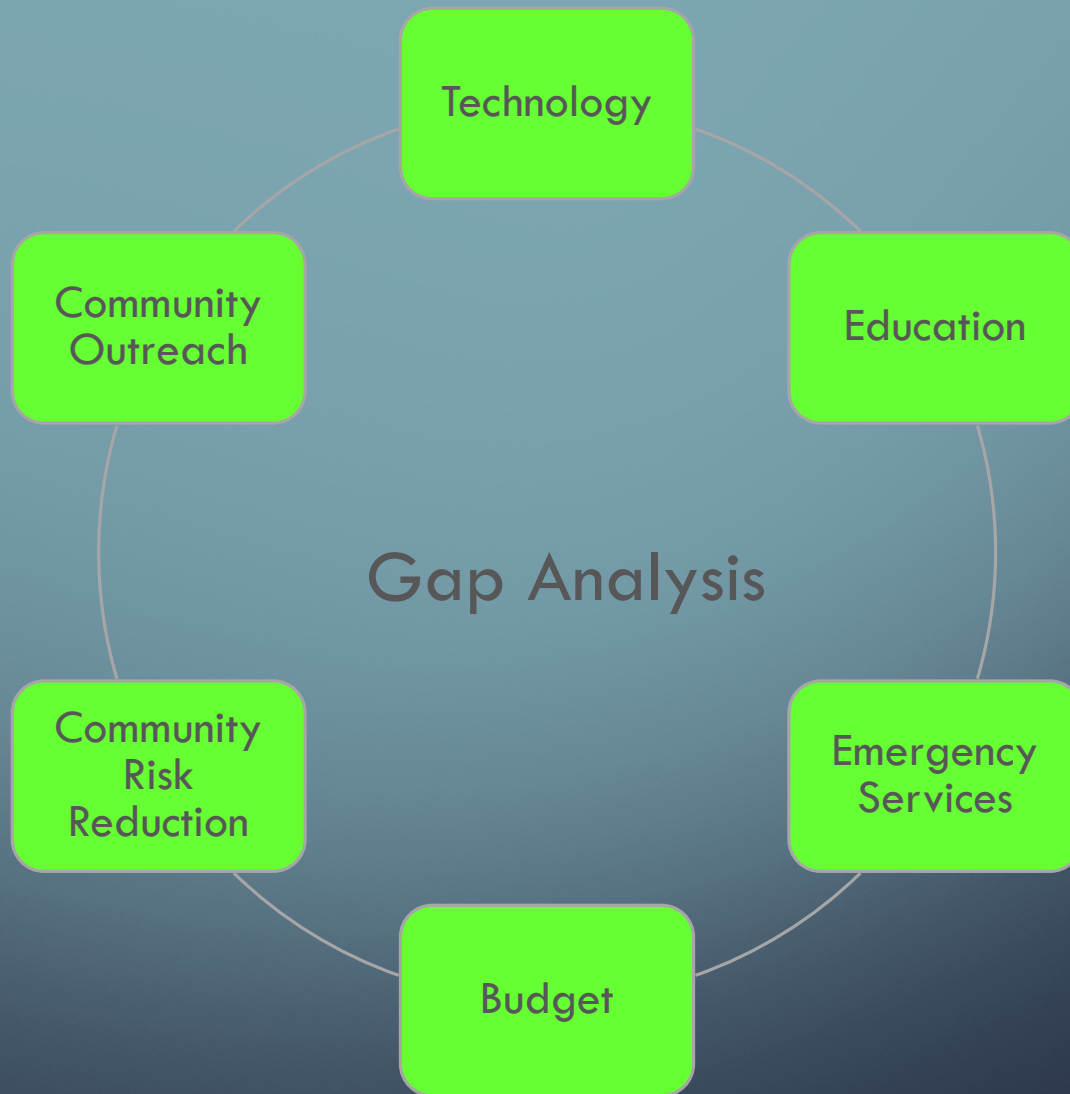 Technology
Education
Emergency
Services
Budget
Community
Risk
Reduction
Community
Outreach
Gap Analysis